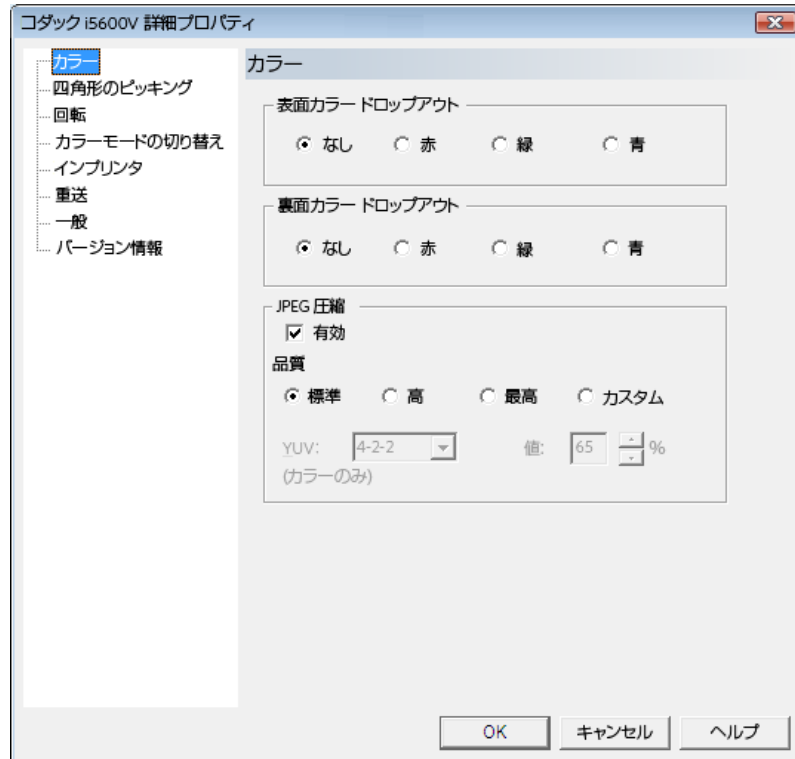 コダック i5600V 詳細プロパティ
カラー
四角形のピッキング
回転
カラーモードの切り替え
インプリンタ
重送
一般
バージョン情報
カラー
表面カラー ドロップアウト
なし 赤 緑 青
裏面カラー ドロップアウト
なし 赤 緑 青
JPEG 圧縮
有効
品質
標準 高 最高 カスタム
YUV: 4-2-2 値: 65 %
(カラーのみ)
OK キャンセル ヘルプ